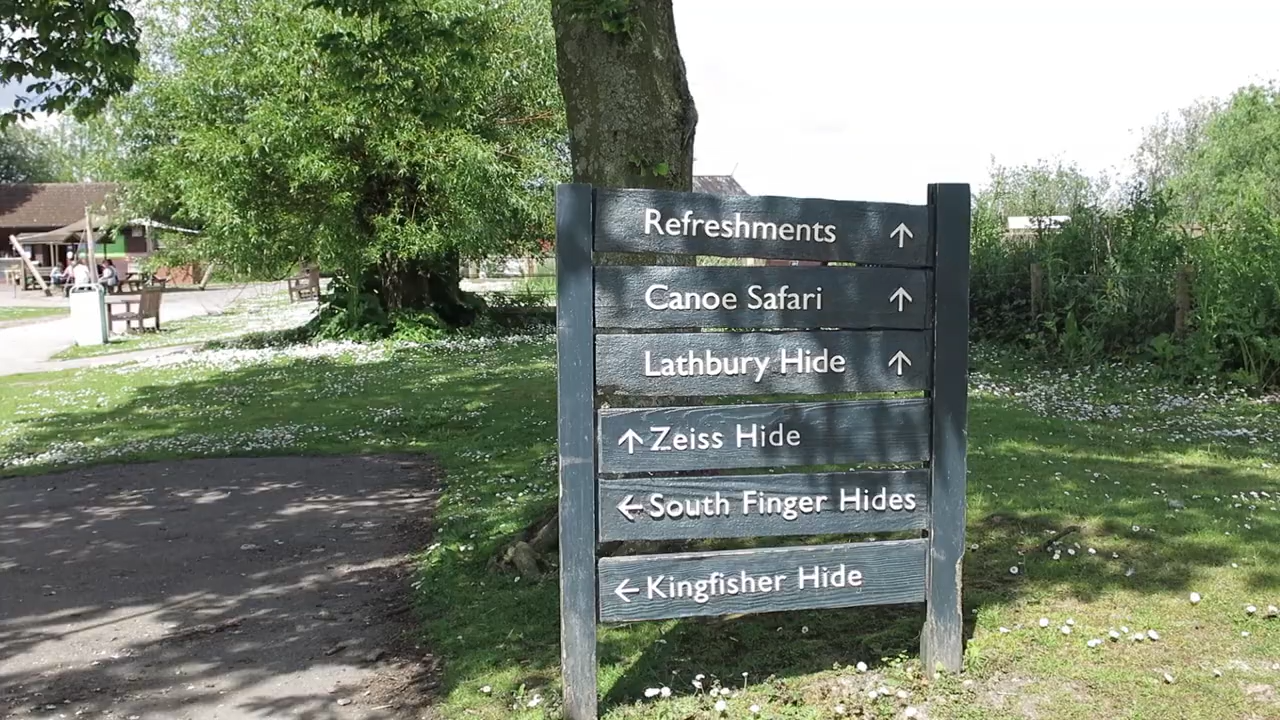 Refreshments ↑
Canoe Safari ↑
Lathbury Hide ↑
↑ Zeiss Hide
← South Finger Hides
← Kingfisher Hide